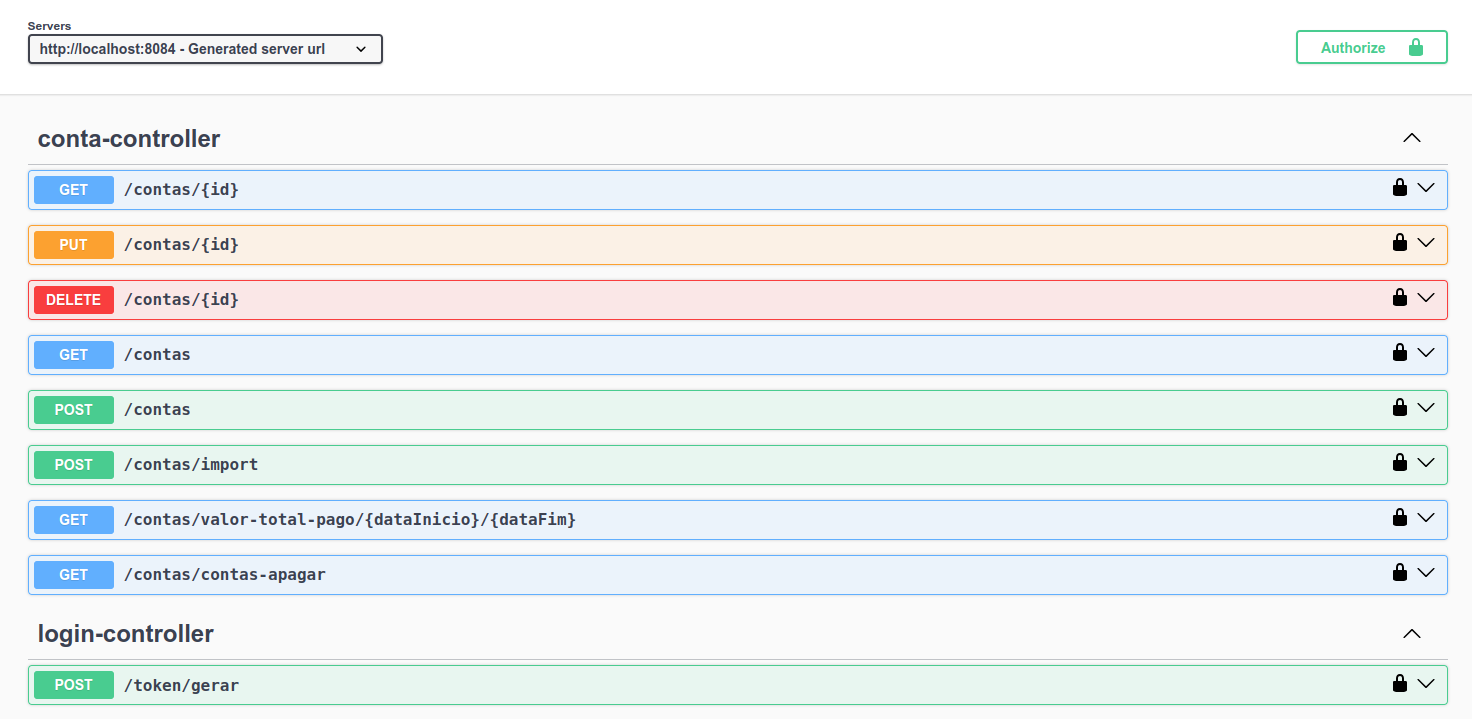 Servers
http://localhost:8084 - Generated server url
Authorize
conta-controller
GET /contas/{id}
PUT /contas/{id}
DELETE /contas/{id}
GET /contas
POST /contas
POST /contas/import
GET /contas/valor-total-pago/{dataInicio}/{dataFim}
GET /contas/contas-apagar
login-controller
POST /token/gerar